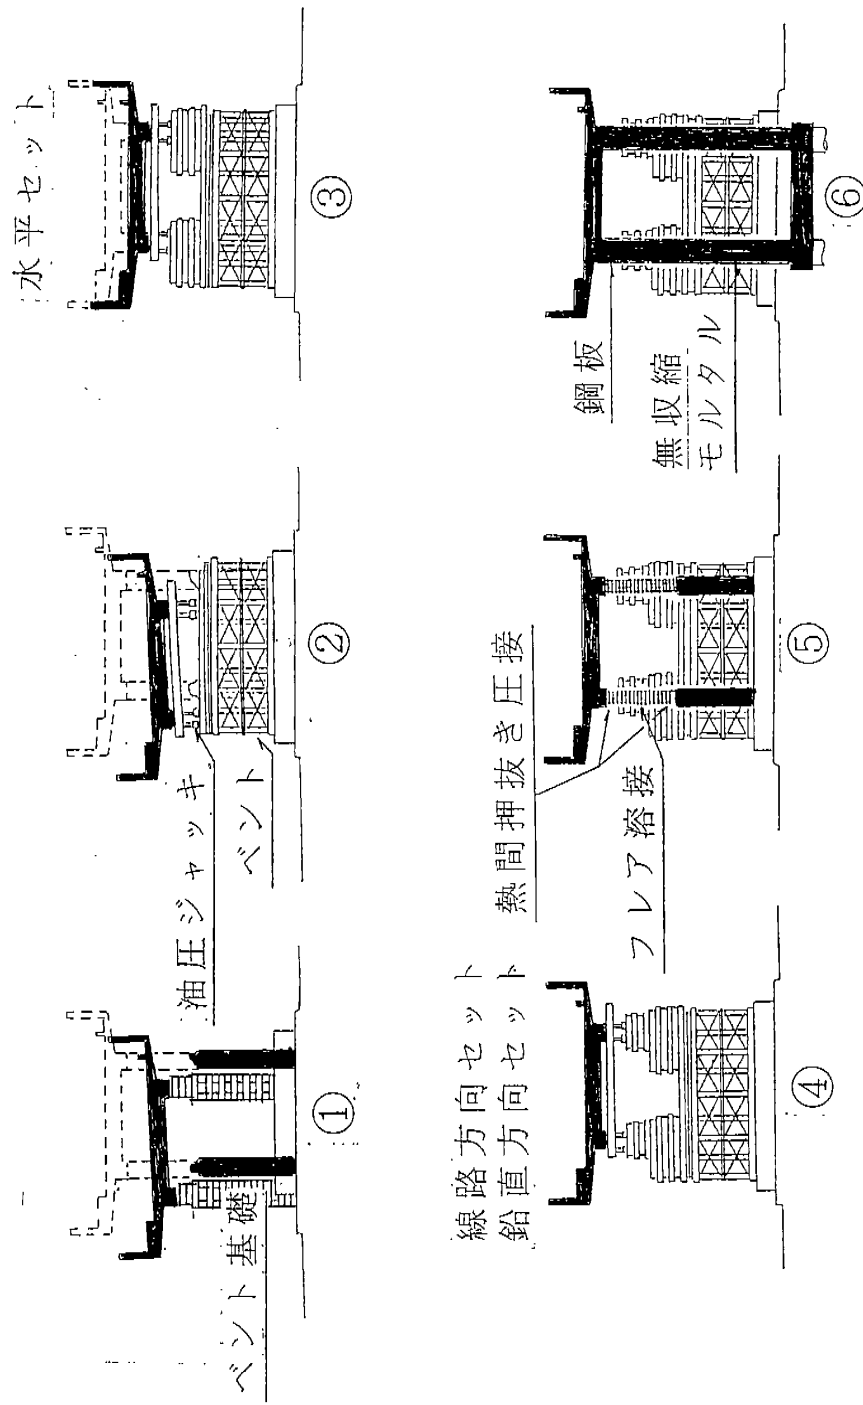 ベント基礎
①
油圧ジャッキ
ベント
②
水平セット
③
線路方向セット
鉛直方向セット
④
熱間押抜き圧接
フレア溶接
⑤
鋼板
無収縮
モルタル
⑥